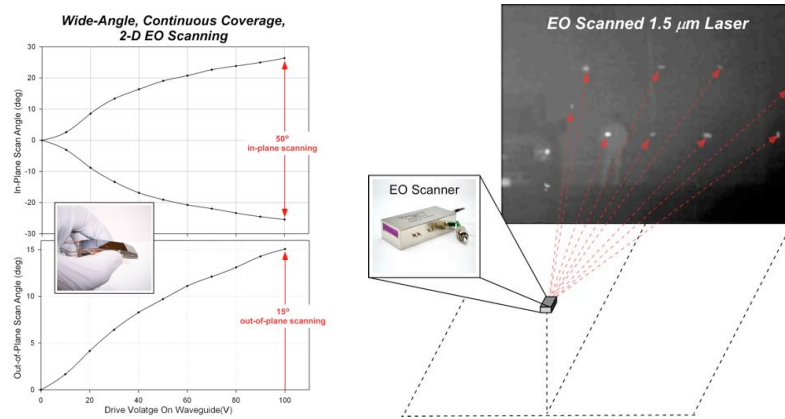 Wide-Angle, Continuous Coverage,
2-D EO Scanning
30
20
10
0
-10
-20
-30
In-Plane Scan Angle (deg)
50°
in-plane scanning
15
10
5
0
Out-of-Plane Scan Angle (deg)
15°
out-of-plane scanning
0
20
40
60
80
100
Drive Volatge On Waveguide(V)
EO Scanned 1.5 μm Laser
EO Scanner